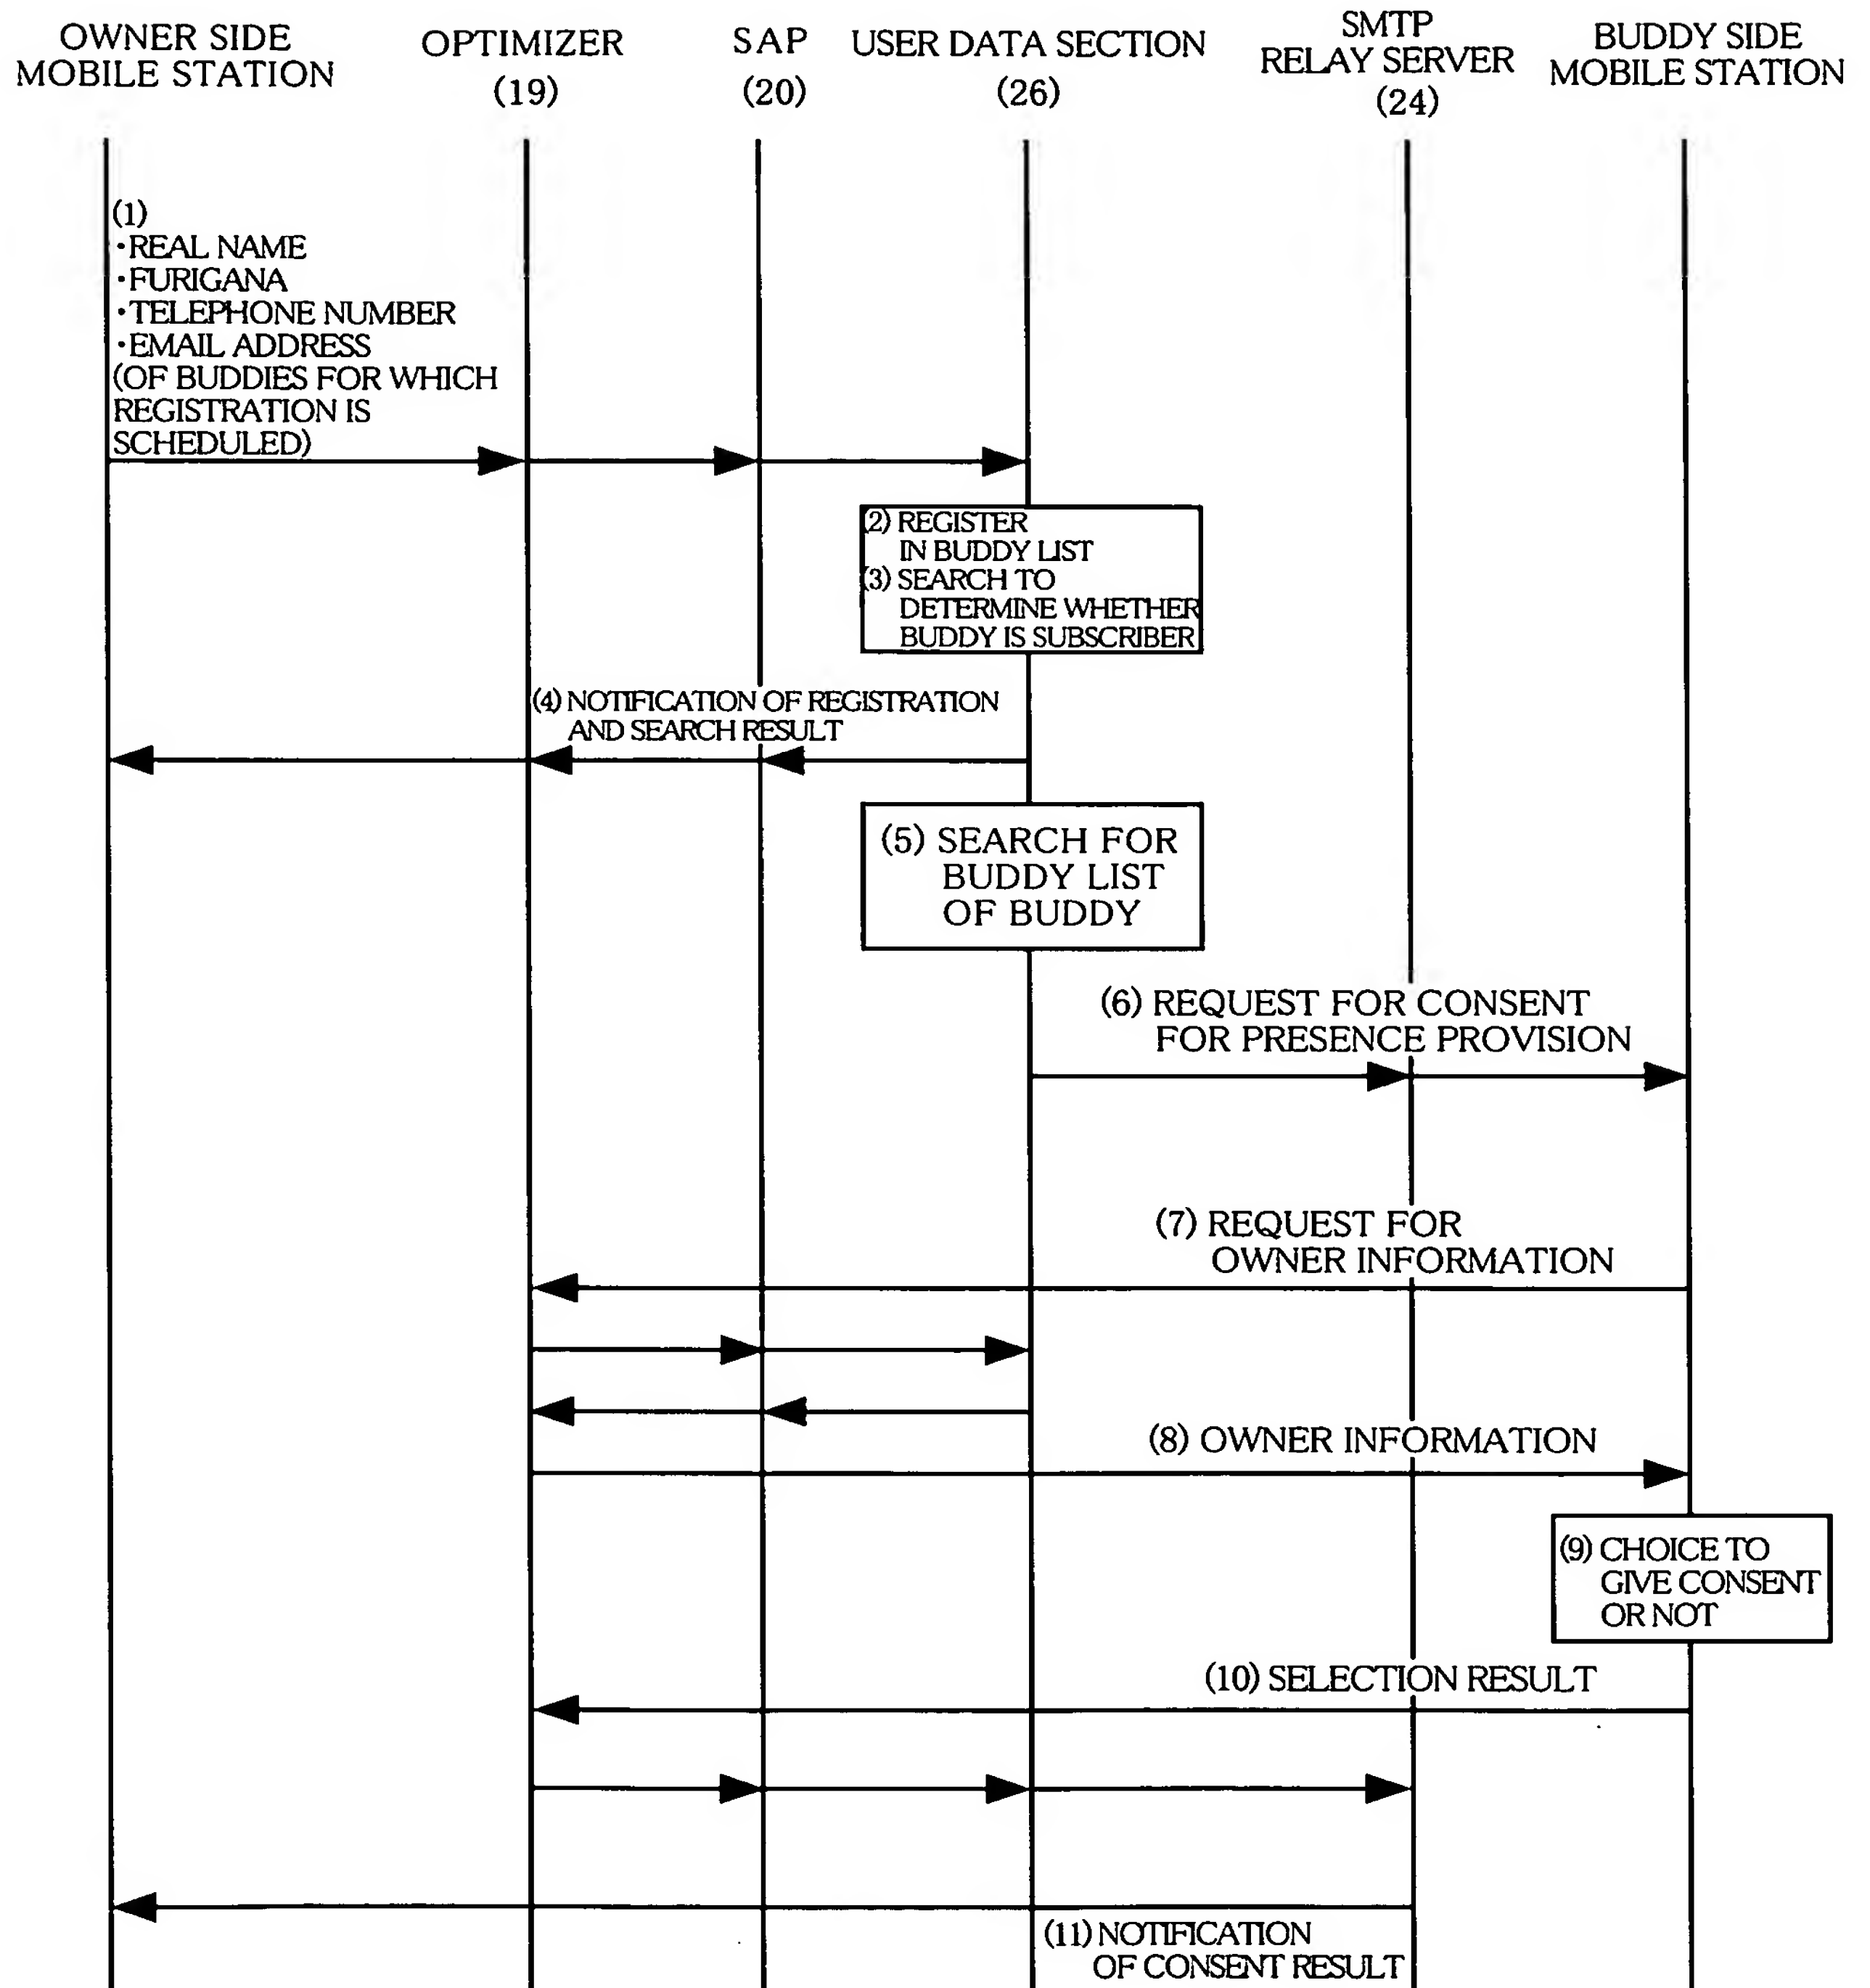 OWNER SIDE
MOBILE STATION
OPTIMIZER
(19)
SAP
(20)
USER DATA SECTION
(26)
SMTP
RELAY SERVER
(24)
BUDDY SIDE
MOBILE STATION
(1)
・REAL NAME
・FURIGANA
・TELEPHONE NUMBER
・EMAIL ADDRESS
(OF BUDDIES FOR WHICH
REGISTRATION IS
SCHEDULED)
(2) REGISTER
IN BUDDY LIST
(3) SEARCH TO
DETERMINE WHETHER
BUDDY IS SUBSCRIBER
(4) NOTIFICATION OF REGISTRATION
AND SEARCH RESULT
(5) SEARCH FOR
BUDDY LIST
OF BUDDY
(6) REQUEST FOR CONSENT
FOR PRESENCE PROVISION
(7) REQUEST FOR
OWNER INFORMATION
(8) OWNER INFORMATION
(9) CHOICE TO
GIVE CONSENT
OR NOT
(10) SELECTION RESULT
(11) NOTIFICATION
OF CONSENT RESULT